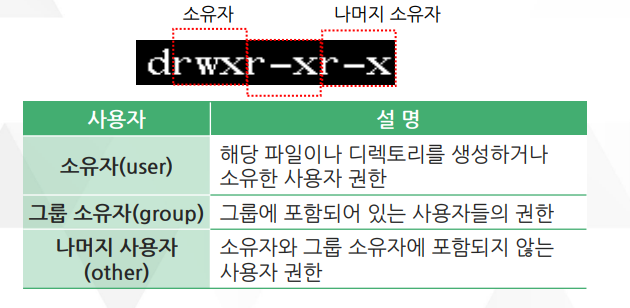 소유자 나머지 소유자
drwxr-xr-x
사용자 설 명
소유자(user) 해당 파일이나 디렉토리를 생성하거나
소유한 사용자 권한
그룹 소유자(group) 그룹에 포함되어 있는 사용자들의 권한
나머지 사용자
(other)
소유자와 그룹 소유자에 포함되지 않는
사용자 권한